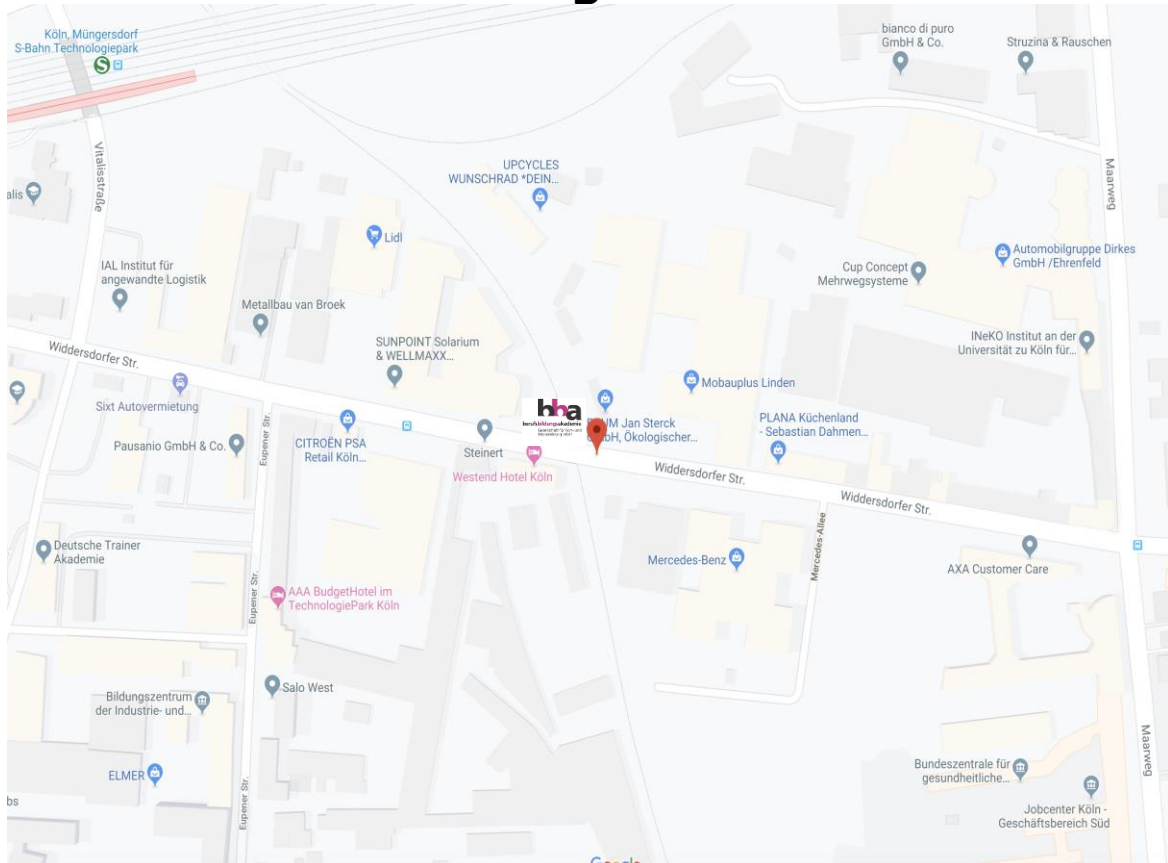 Köln, Müngersdorf
S-Bahn Technologiepark
S
bianco di puro
GmbH & Co.
Struzina & Rauschen
Vitalisstraße
Maarweg
UPCYCLES
WUNSCHRAD *DEIN...
alis
Lidl
Automobilgruppe Dirkes
GmbH /Ehrenfeld
IAL Institut für
angewandte Logistik
Cup Concept
Mehrwegsysteme
Metallbau van Broek
SUNPOINT Solarium
& WELLMAXX...
INeKO Institut an der
Universität zu Köln für...
Widdersdorfer Str.
Mobauplus Linden
Sixt Autovermietung
bba
berufsbildungsakademie
Jan Sterck
Ökologischer...
PLANA Küchenland
- Sebastian Dahmen...
Pausanio GmbH & Co.
Eupener Str.
CITROËN PSA
Retail Köln...
Steinert
Westend Hotel Köln
Widdersdorfer Str.
Widdersdorfer Str.
Deutsche Trainer
Akademie
Mercedes-Benz
Mercedes-Allee
AXA Customer Care
Eupener Str.
AAA BudgetHotel im
TechnologiePark Köln
Salo West
Bildungszentrum
der Industrie- und...
Maarweg
ELMER
Eupener Str.
Bundeszentrale für
gesundheitliche...
bs
Jobcenter Köln -
Geschäftsbereich Süd